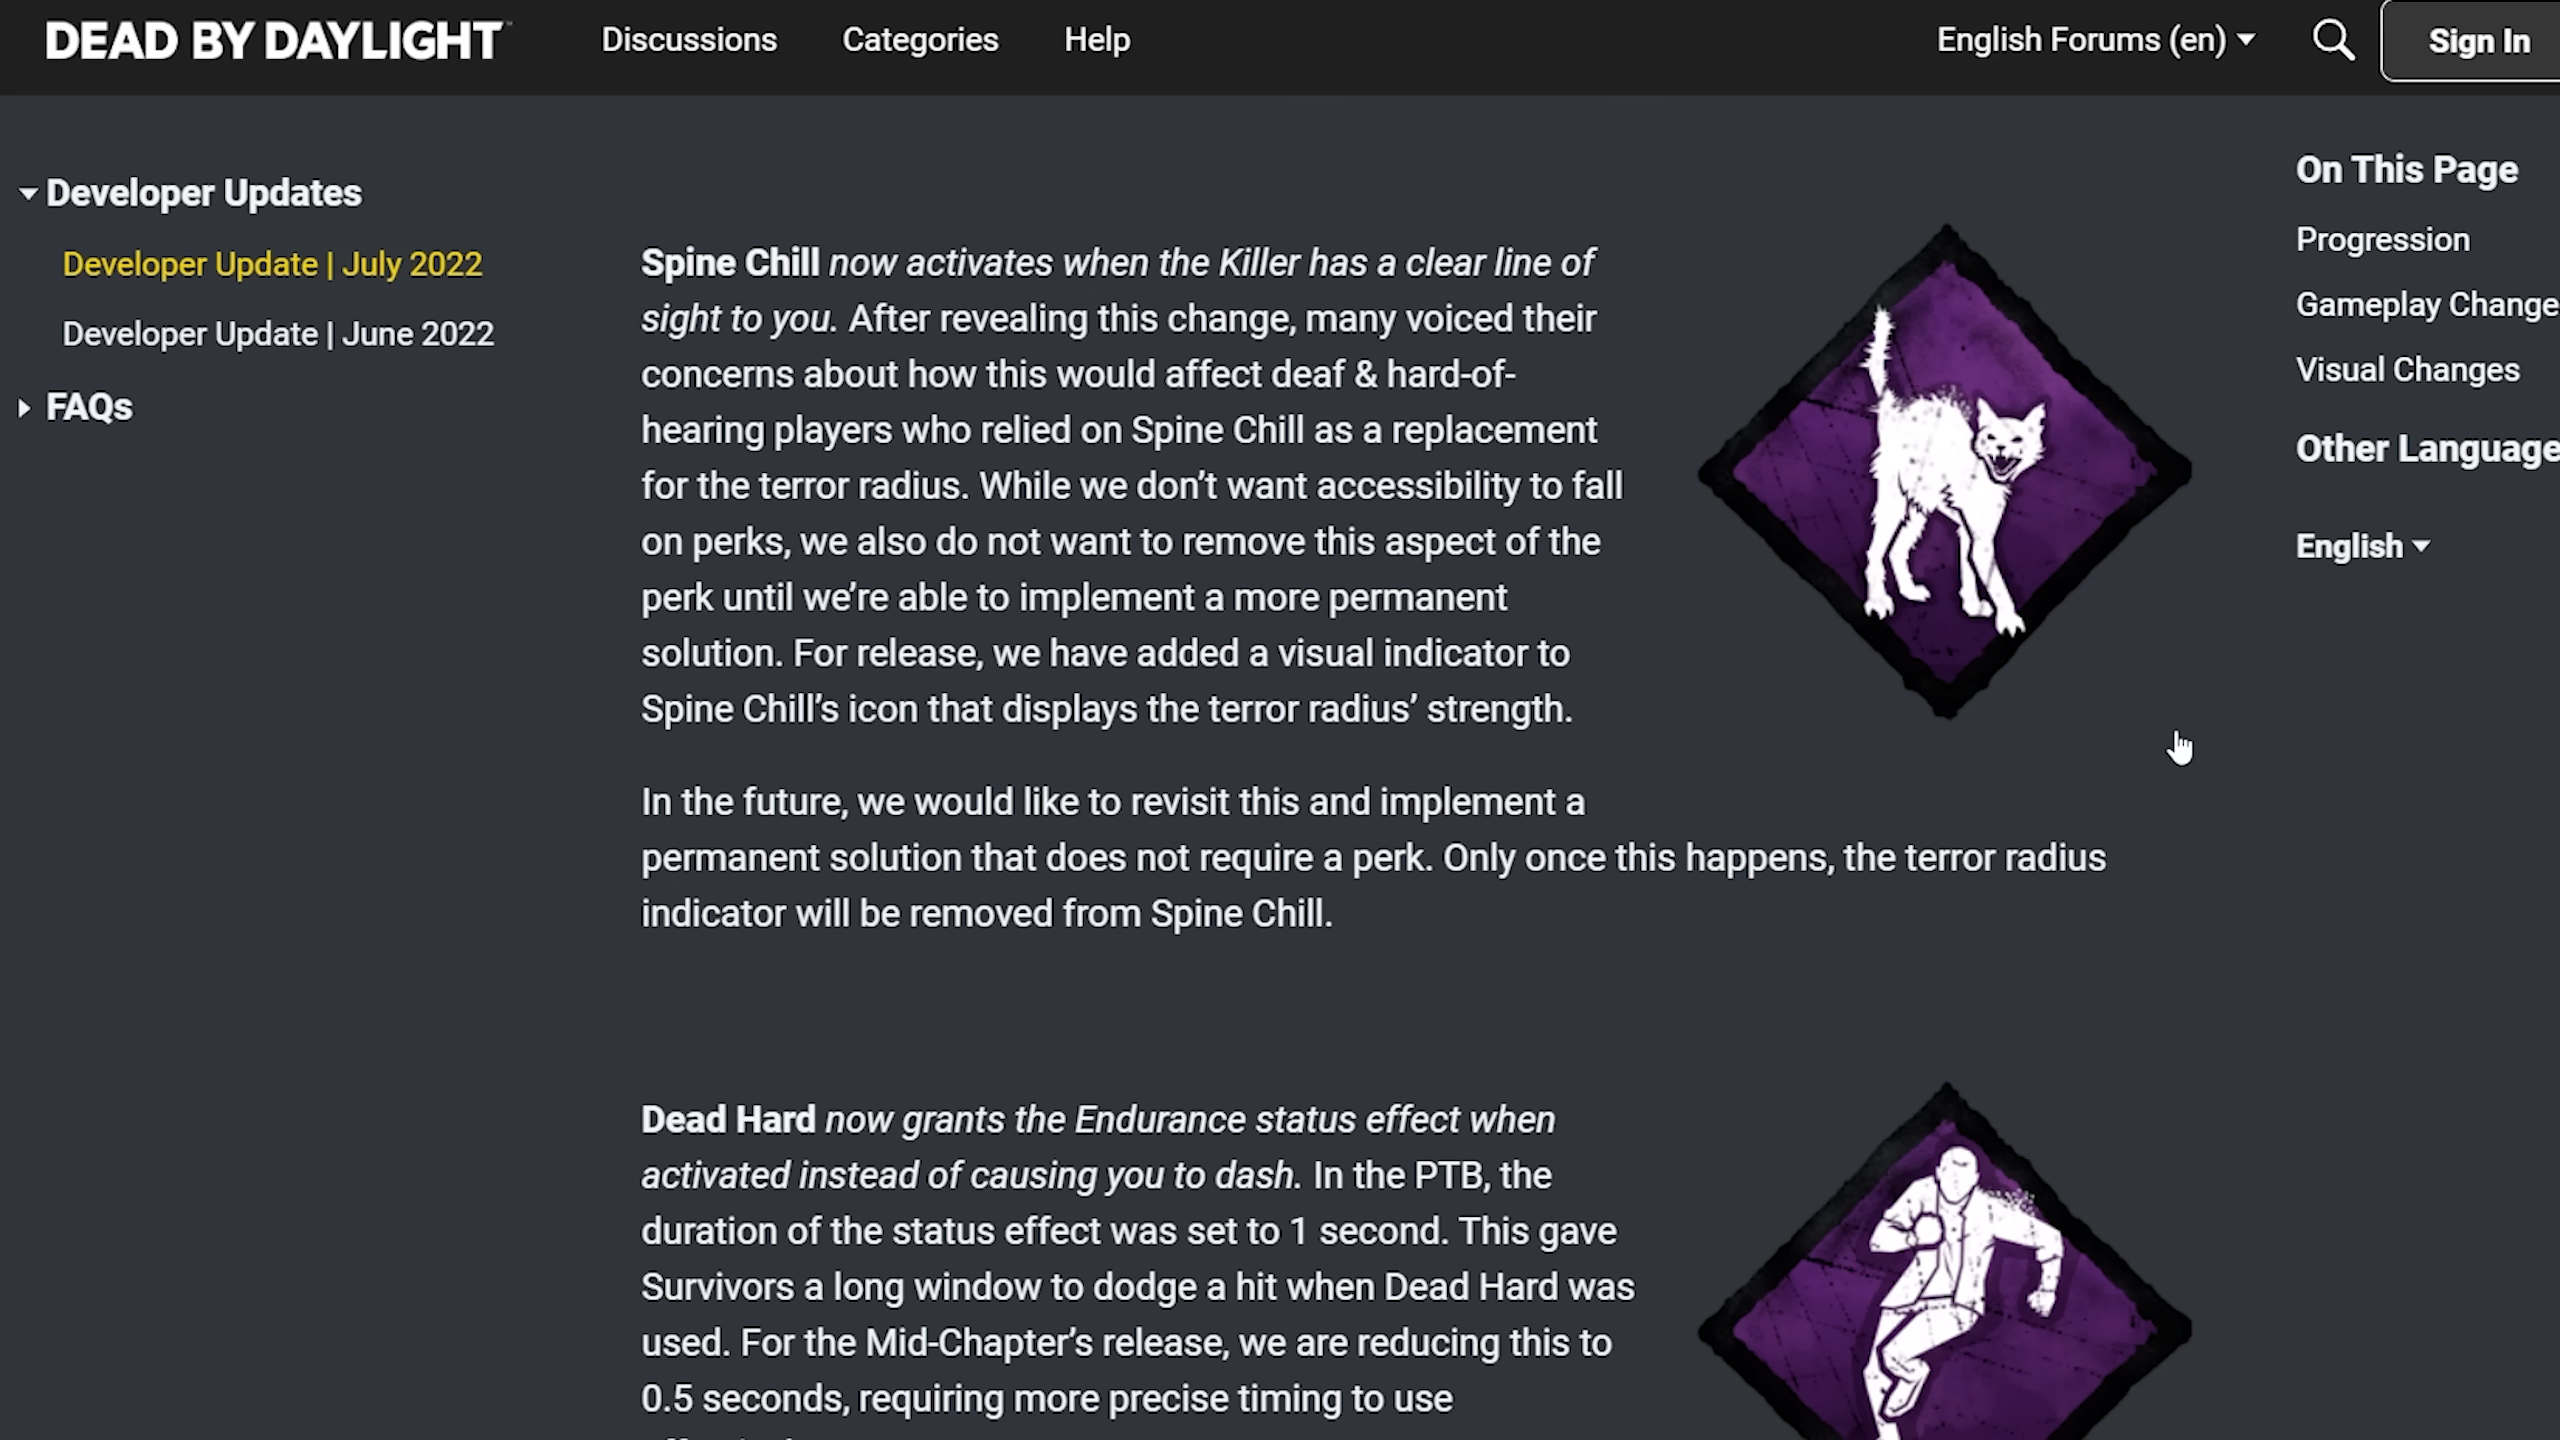 DEAD BY DAYLIGHT™
Discussions
Categories
Help
English Forums (en)
Sign In
Developer Updates
Developer Update | July 2022
Developer Update | June 2022
FAQs
Spine Chill now activates when the Killer has a clear line of
sight to you. After revealing this change, many voiced their
concerns about how this would affect deaf & hard-of-
hearing players who relied on Spine Chill as a replacement
for the terror radius. While we don’t want accessibility to fall
on perks, we also do not want to remove this aspect of the
perk until we’re able to implement a more permanent
solution. For release, we have added a visual indicator to
Spine Chill’s icon that displays the terror radius’ strength.
In the future, we would like to revisit this and implement a
permanent solution that does not require a perk. Only once this happens, the terror radius
indicator will be removed from Spine Chill.
Dead Hard now grants the Endurance status effect when
activated instead of causing you to dash. In the PTB, the
duration of the status effect was set to 1 second. This gave
Survivors a long window to dodge a hit when Dead Hard was
used. For the Mid-Chapter’s release, we are reducing this to
0.5 seconds, requiring more precise timing to use
On This Page
Progression
Gameplay Change
Visual Changes
Other Language
English